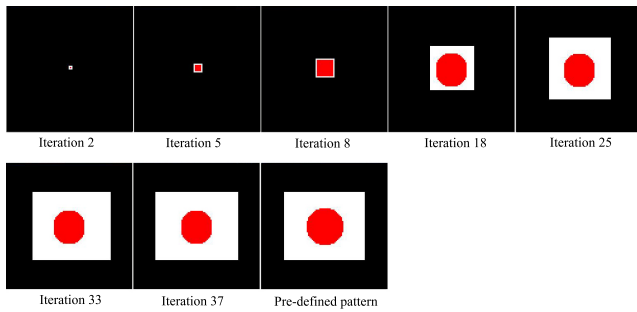 Iteration 2
Iteration 5
Iteration 8
Iteration 18
Iteration 25
Iteration 33
Iteration 37
Pre-defined pattern